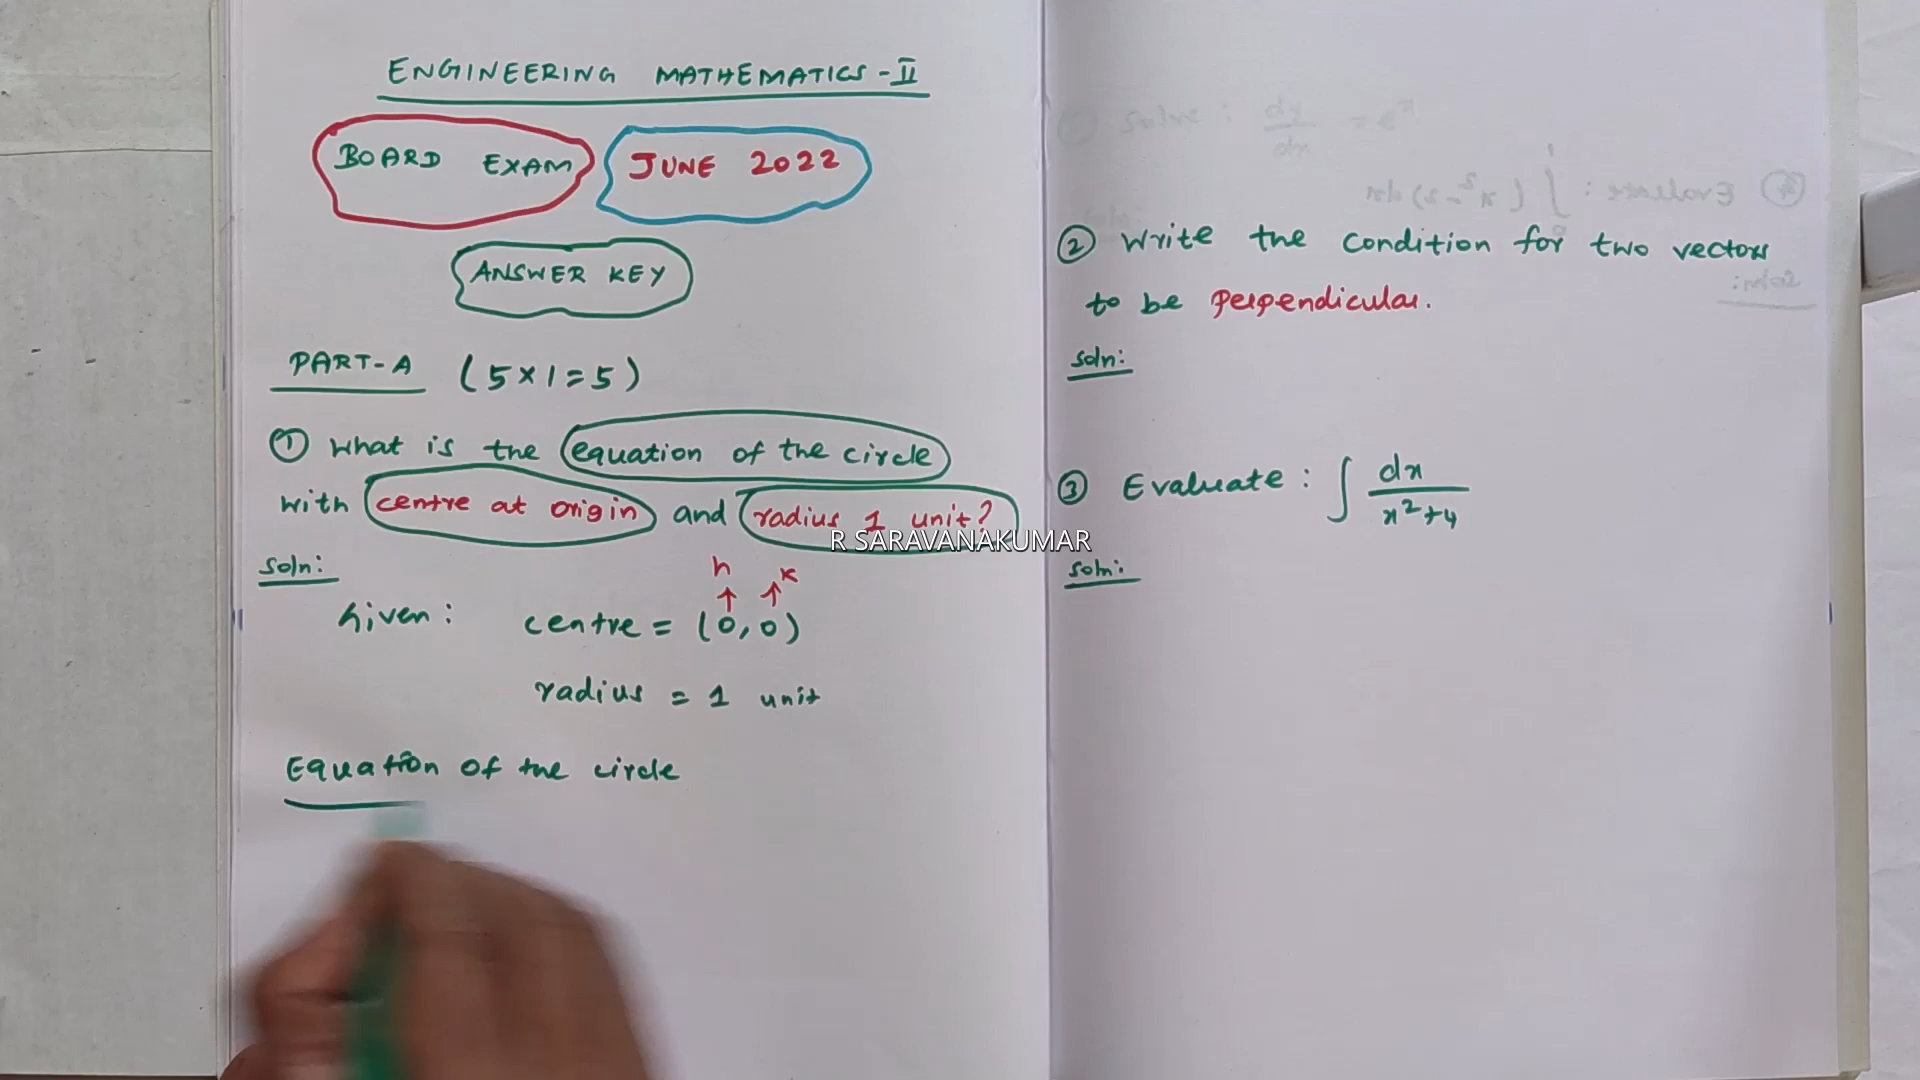 ENGINEERING MATHEMATICS-II
BOARD EXAM JUNE 2022
ANSWER KEY
PART-A (5×1=5)
① What is the equation of the circle
with centre at origin and radius 1 unit?
Soln:
h k
Given: centre = (0,0)
radius = 1 unit
Equation of the circle
R SARAVANAKUMAR
② Write the condition for two vectors
to be perpendicular.
Soln:
③ Evaluate: ∫ dx / x²+4
Soln: